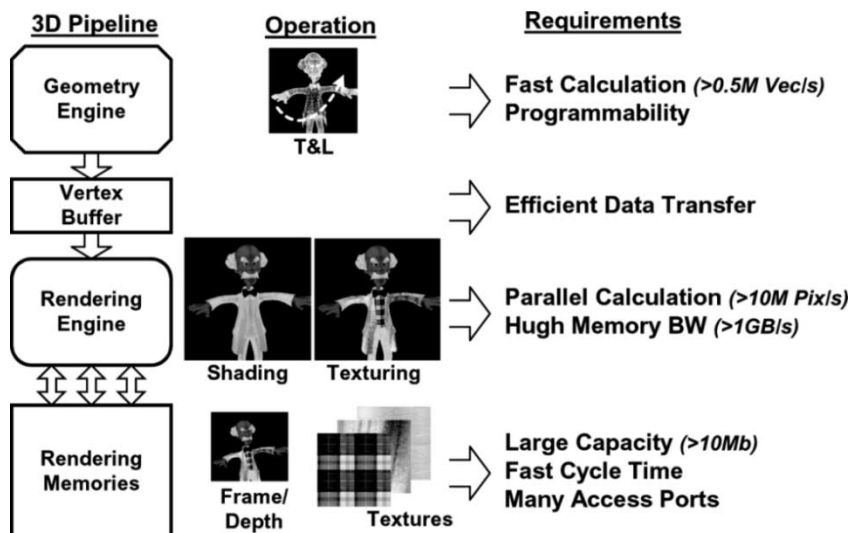 3D Pipeline
Operation
Requirements
Geometry
Engine
T&L
Fast Calculation (>0.5M Vec/s)
Programmability
Vertex
Buffer
Efficient Data Transfer
Rendering
Engine
Shading
Texturing
Parallel Calculation (>10M Pix/s)
Hugh Memory BW (>1GB/s)
Rendering
Memories
Frame/
Depth
Textures
Large Capacity (>10Mb)
Fast Cycle Time
Many Access Ports